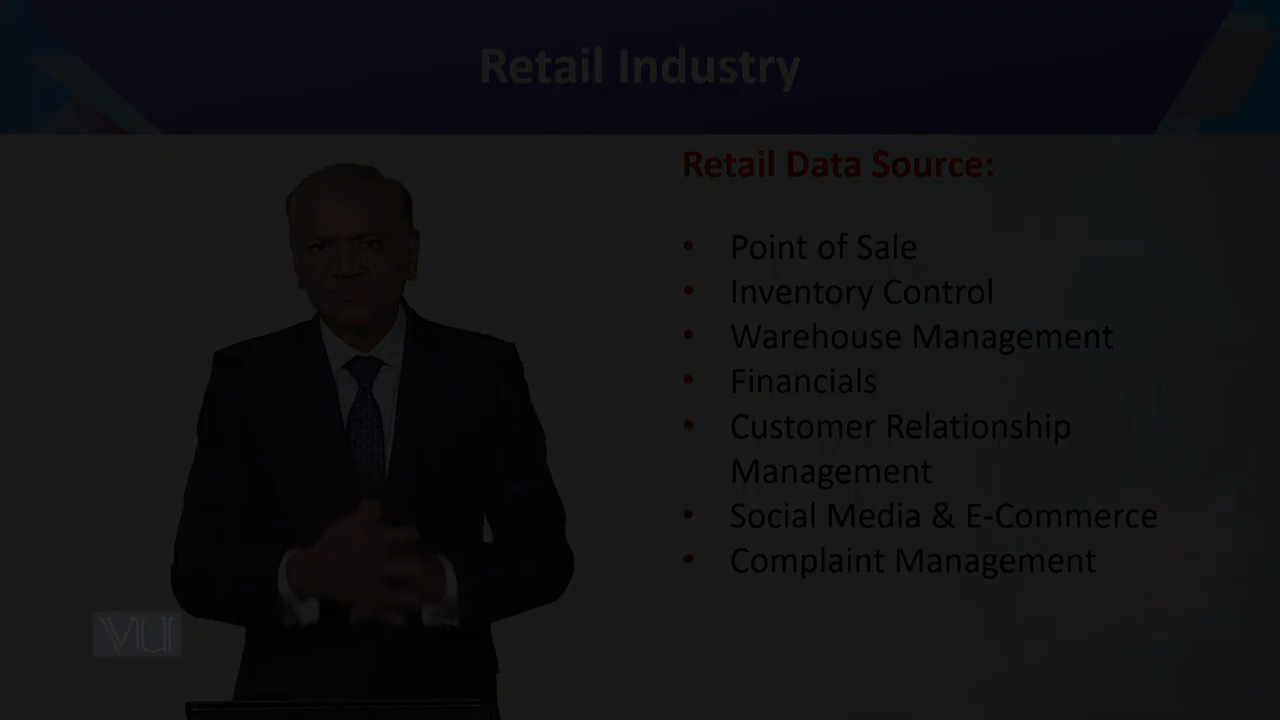 Retail Industry
Retail Data Source:
• Point of Sale
• Inventory Control
• Warehouse Management
• Financials
• Customer Relationship
Management
• Social Media & E-Commerce
• Complaint Management
VU